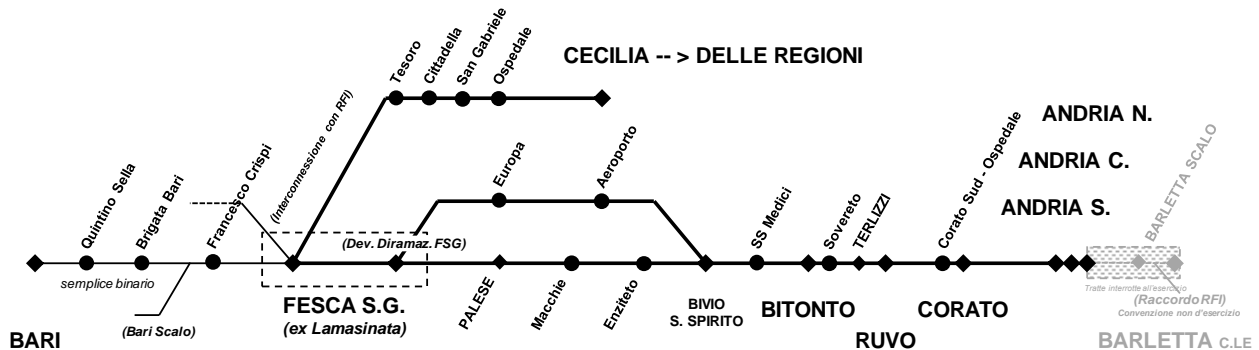 CECILIA -- > DELLE REGIONI
Tesoro
Cittadella
San Gabriele
Ospedale
ANDRIA N.
ANDRIA C.
ANDRIA S.
Quintino Sella
Brigata Bari
Francesco Crispi
(Interconnessione con RFI)
Europa
Aeroporto
SS Medici
Sovereto
TERLIZZI
Corato Sud - Ospedale
BARLETTA SCALO
(Dev. Diramaz. FSG)
semplice binario
(Bari Scalo)
FESCA S.G.
(ex Lamasinata)
PALESE
Macchie
Enziteto
BIVIO
S. SPIRITO
BITONTO
CORATO
Tratte interrotte all'esercizio
(Raccordo RFI)
Convenzione non d'esercizio
BARI
RUVO
BARLETTA C.LE